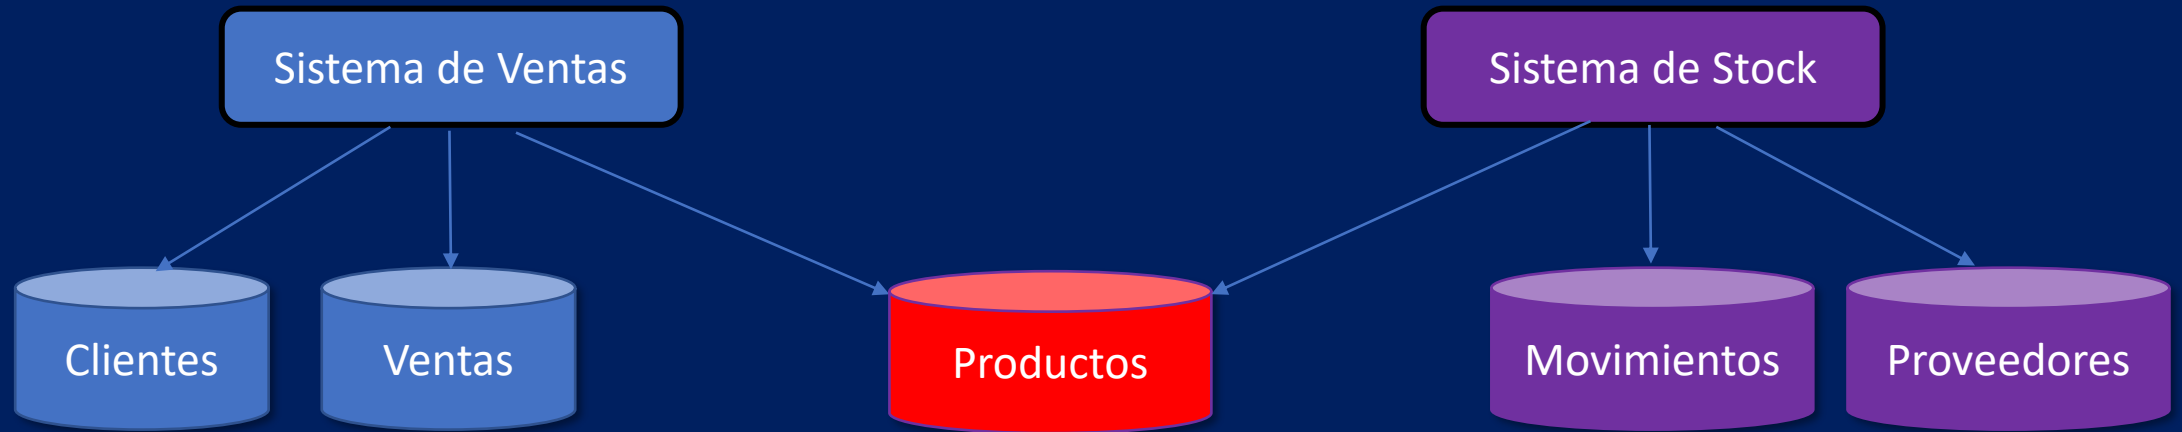 Sistema de Ventas
Sistema de Stock
Clientes
Ventas
Productos
Movimientos
Proveedores